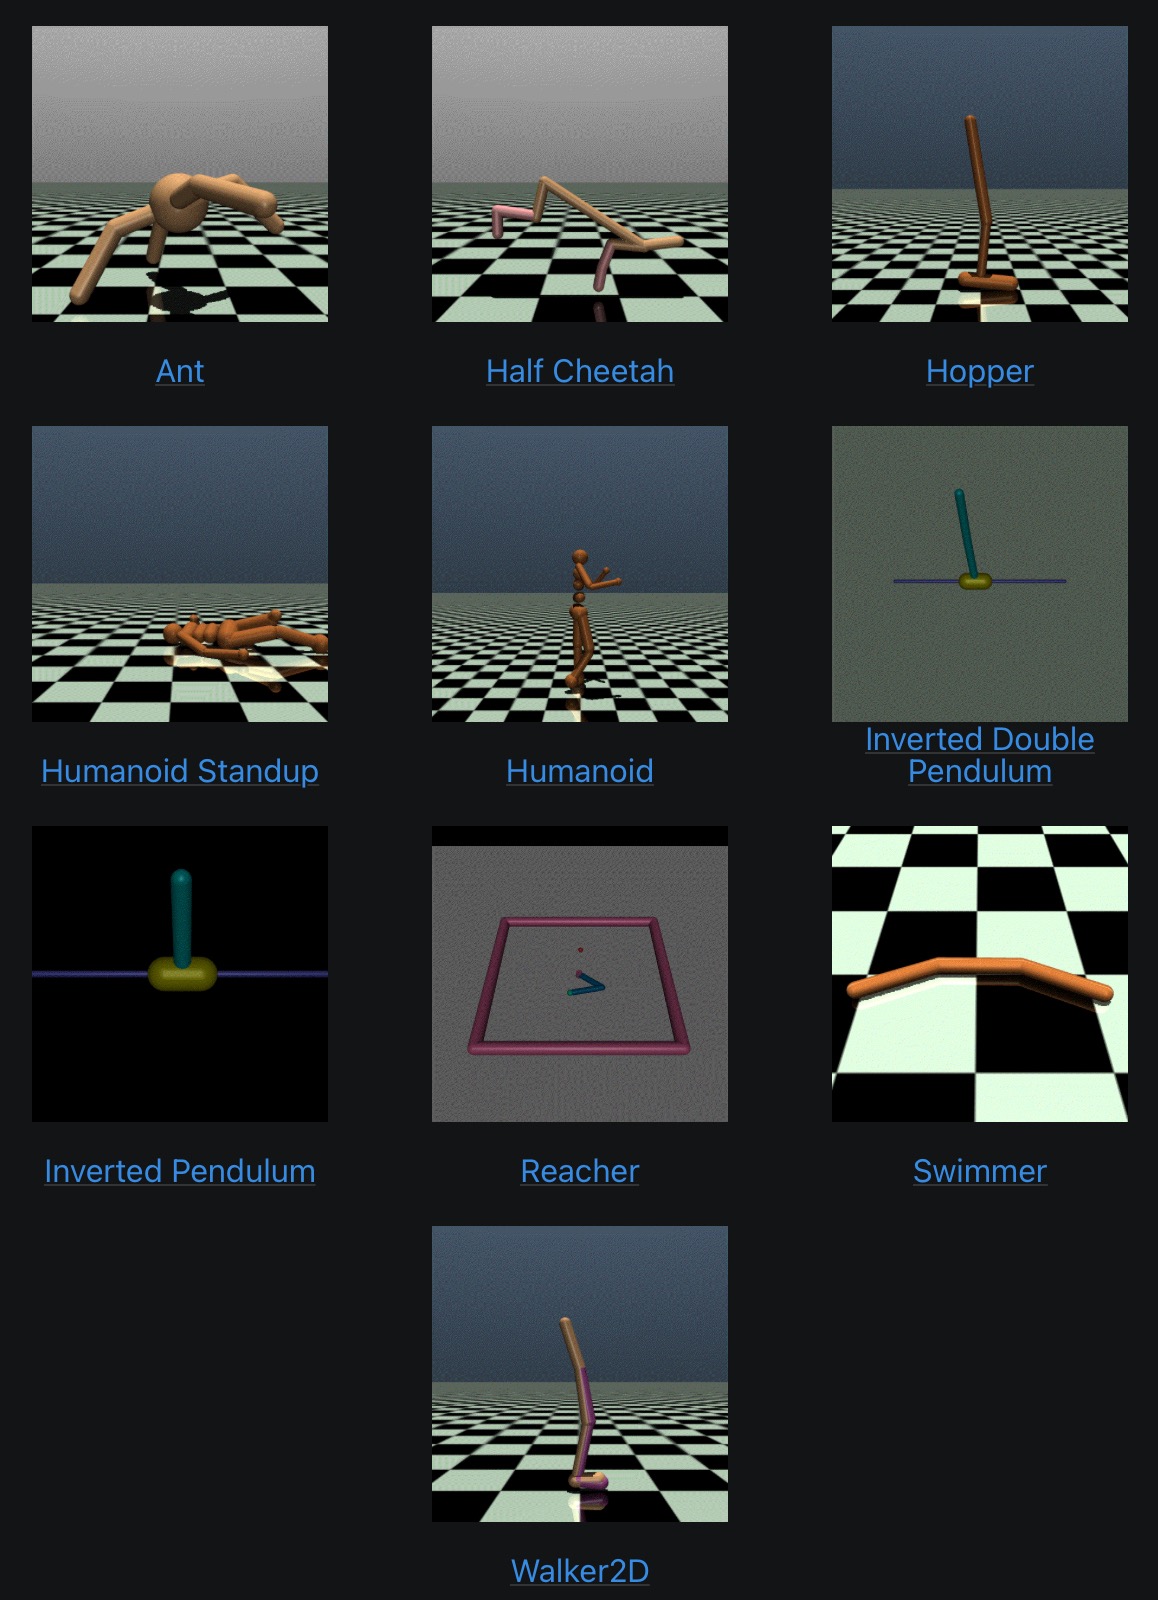 Ant
Half Cheetah
Hopper
Humanoid Standup
Humanoid
Inverted Double
Pendulum
Inverted Pendulum
Reacher
Swimmer
Walker2D